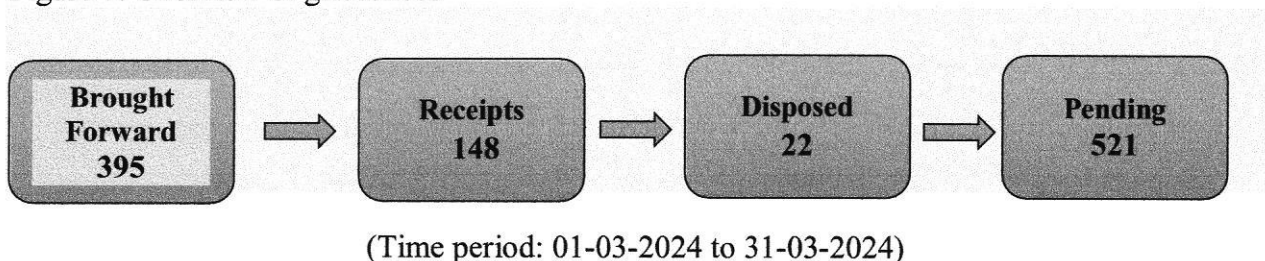 Brought
Forward
395
Receipts
148
Disposed
22
Pending
521
(Time period: 01-03-2024 to 31-03-2024)